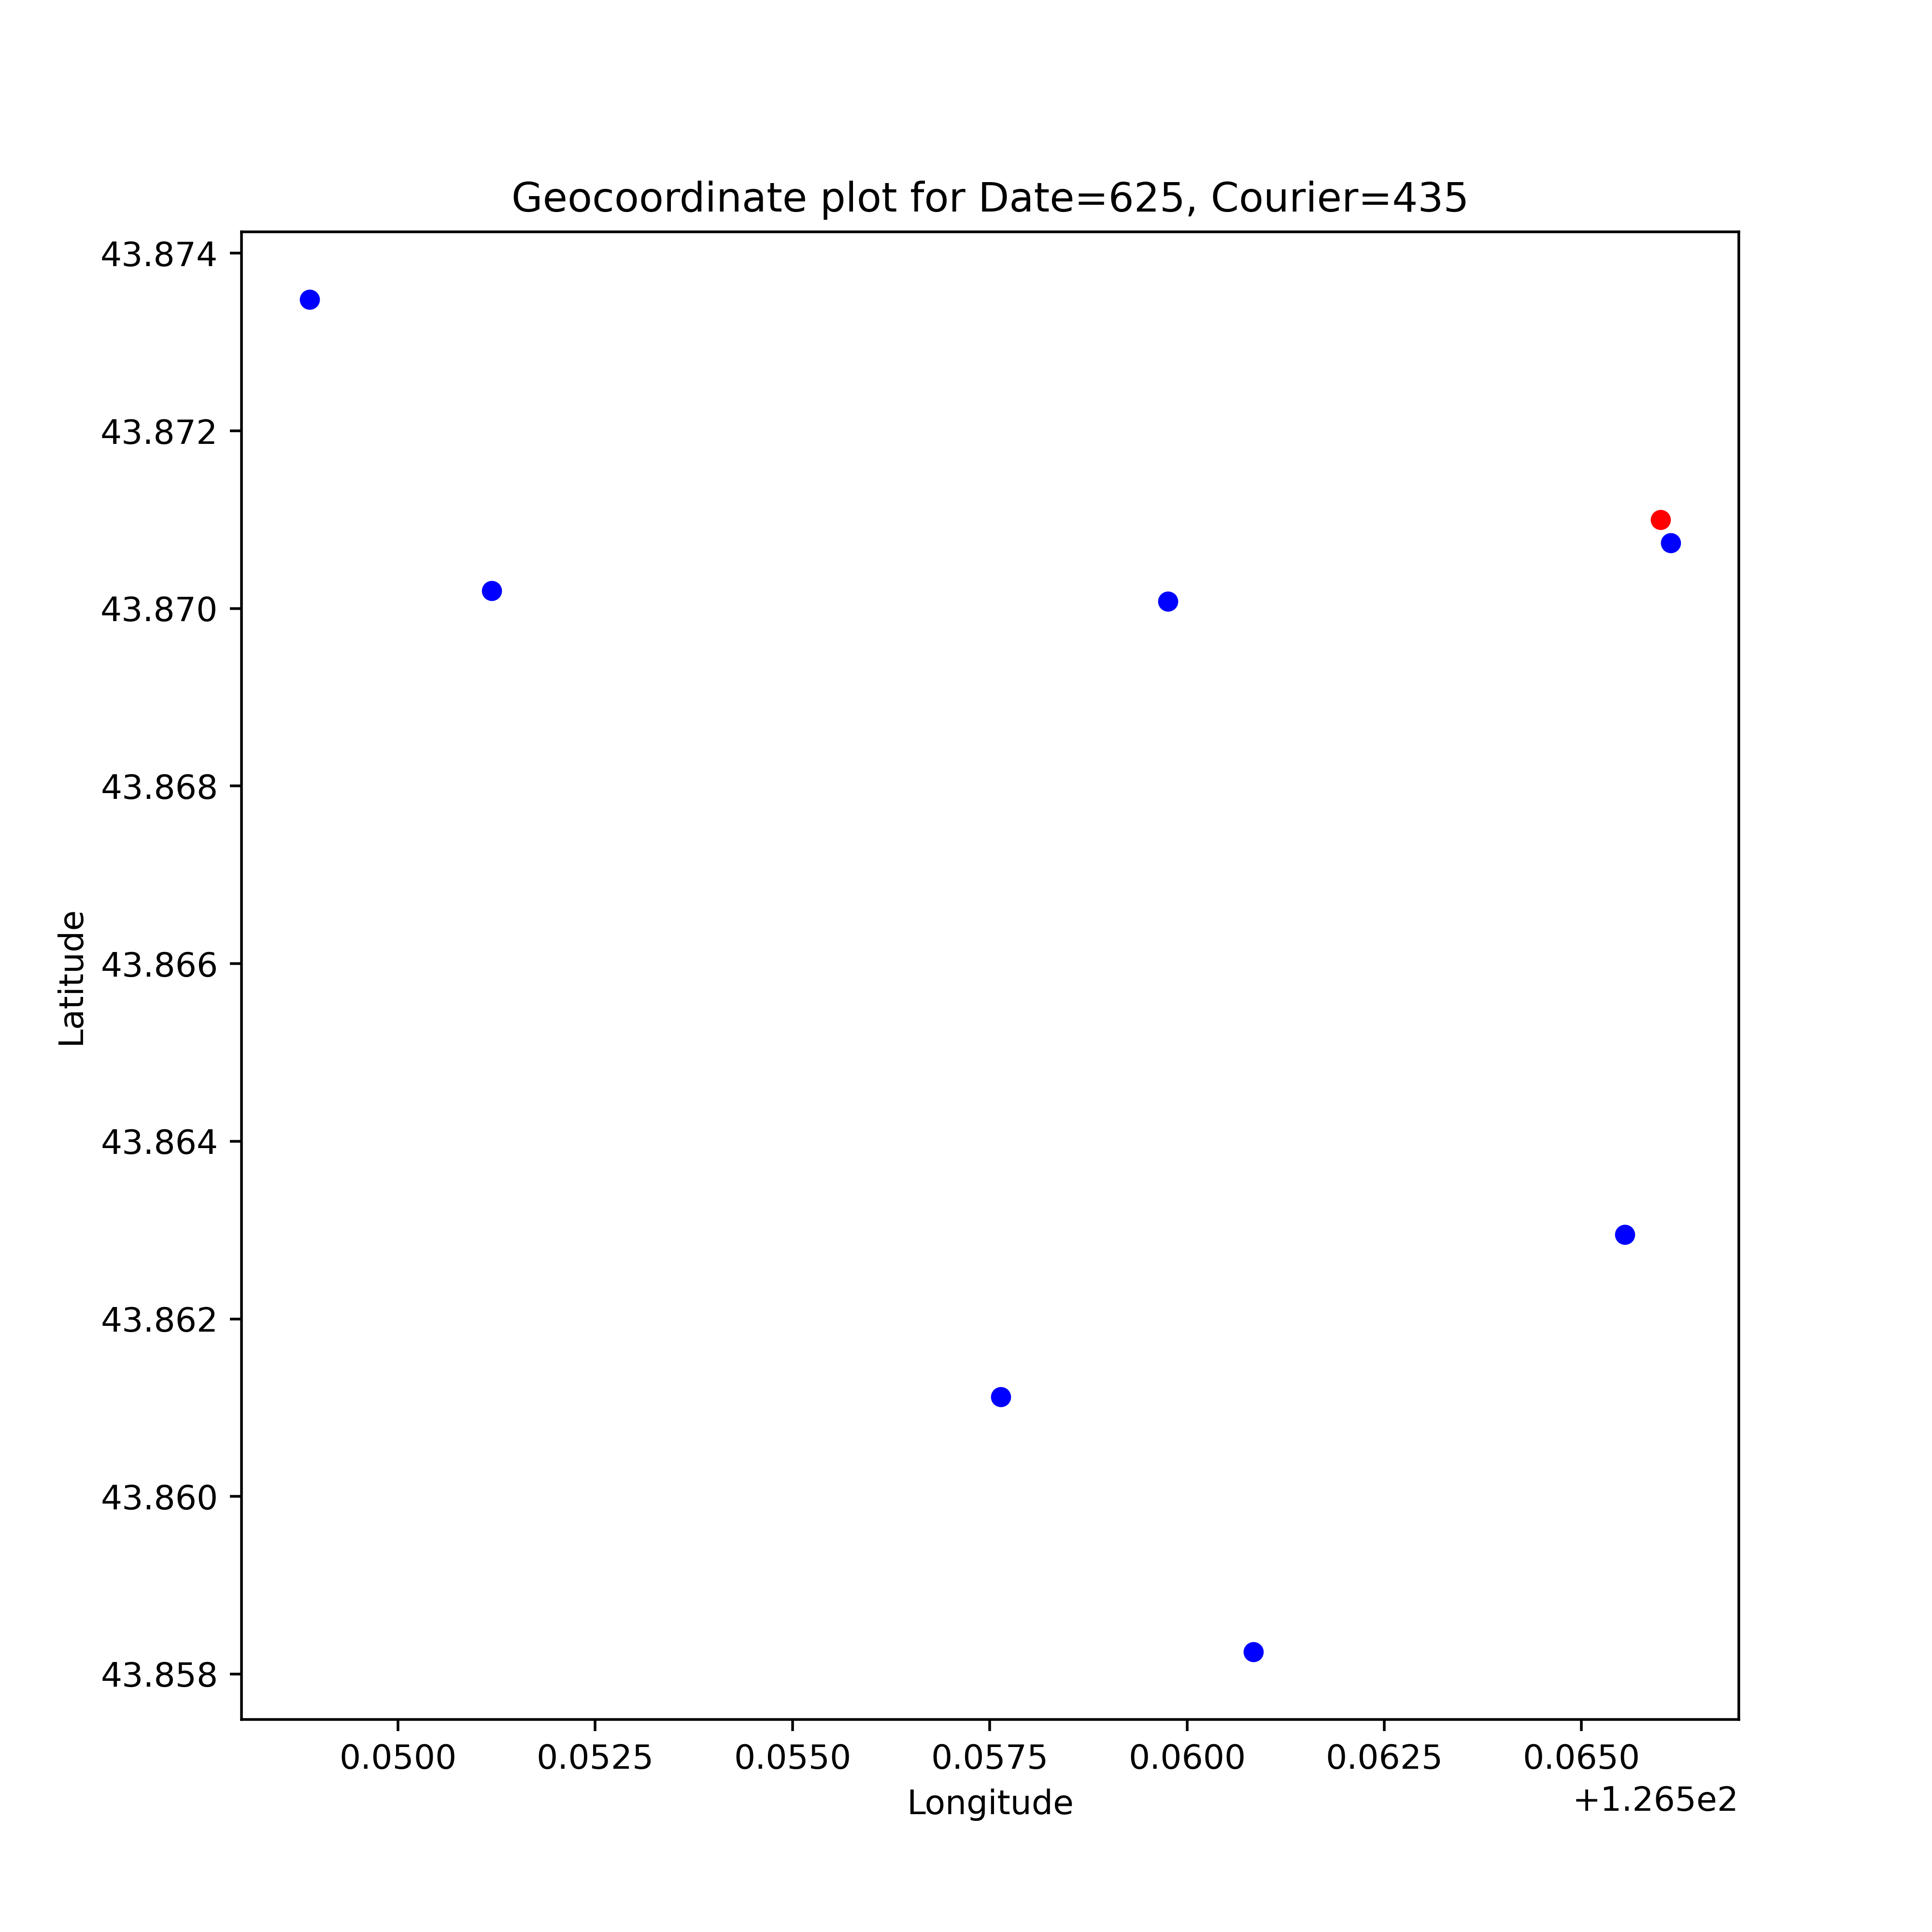 Geocoordinate plot for Date=625, Courier=435
43.874
43.872
43.870
43.868
43.866
43.864
43.862
43.860
43.858
Latitude
0.0500 0.0525 0.0550 0.0575 0.0600 0.0625 0.0650
+1.265e2
Longitude